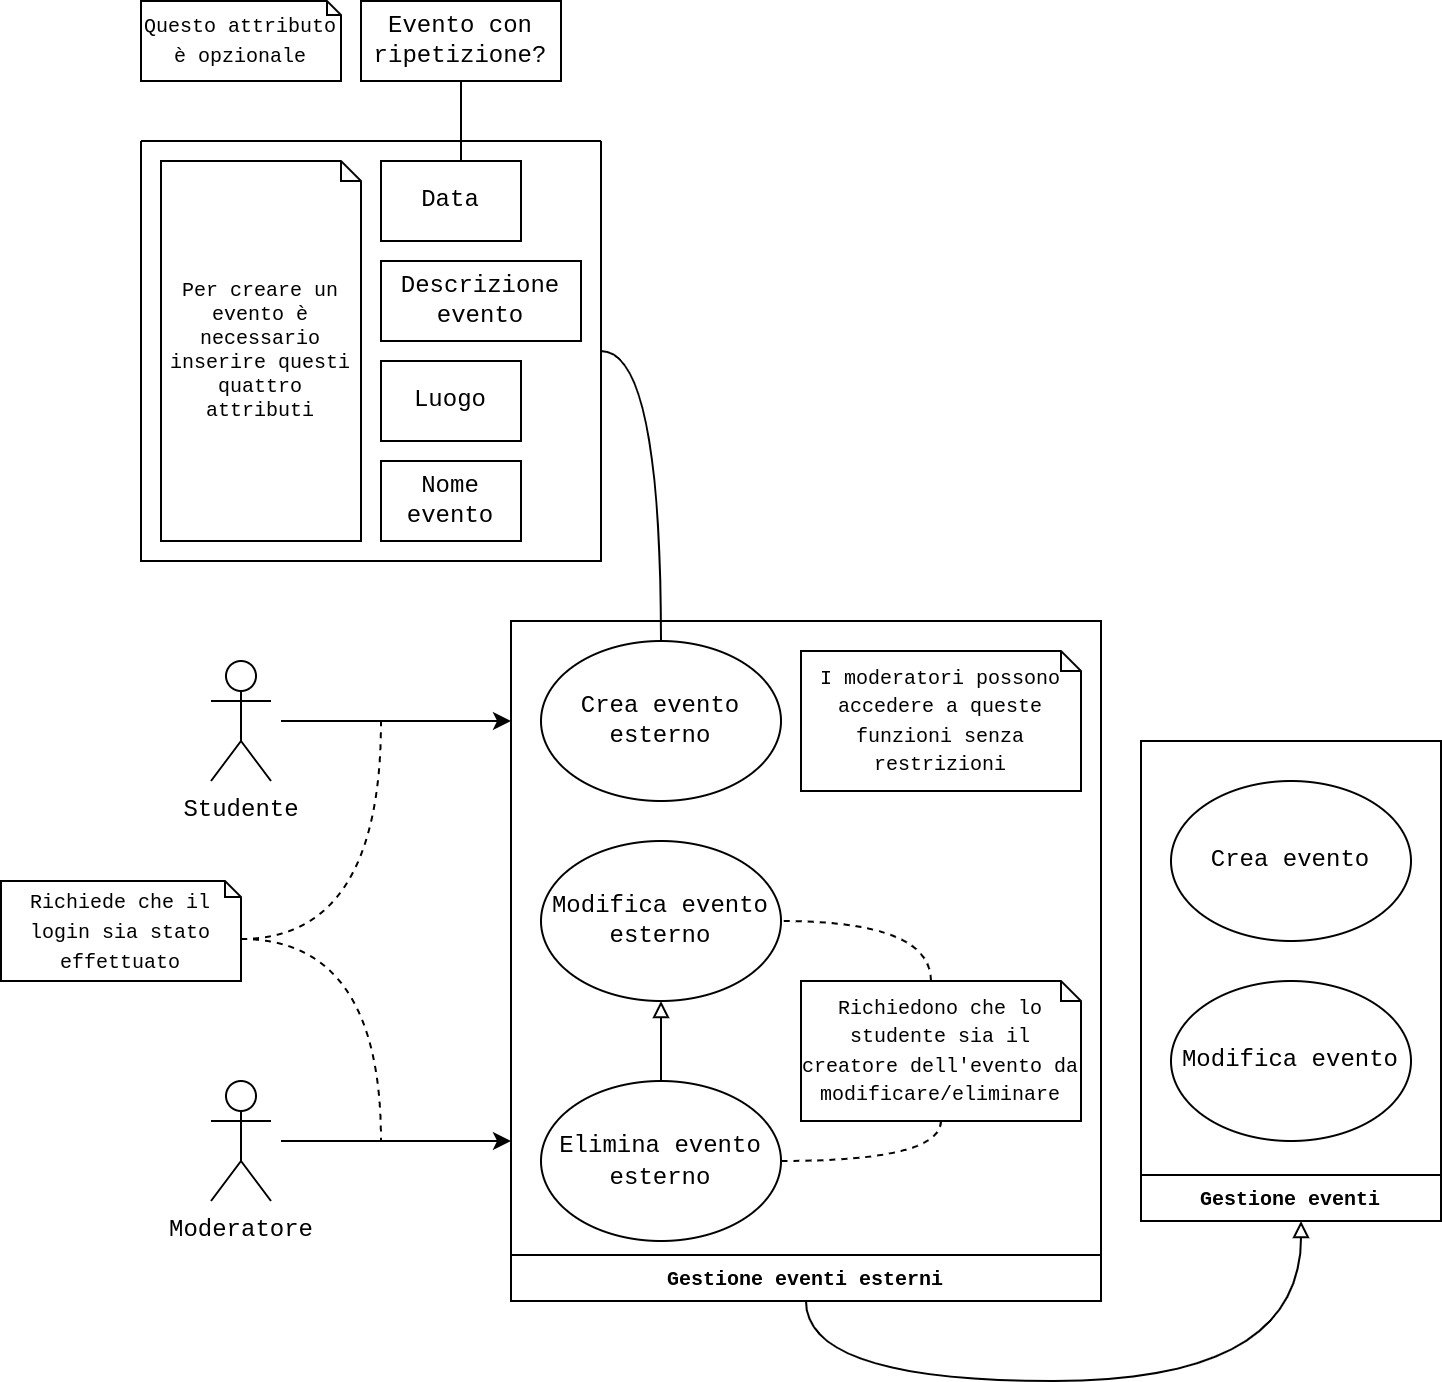 Questo attributo
è opzionale
Evento con
ripetizione?
Per creare un
evento è
necessario
inserire questi
quattro
attributi
Data
Descrizione
evento
Luogo
Nome
evento
Studente
Richiede che il
login sia stato
effettuato
Moderatore
Crea evento
esterno
I moderatori possono
accedere a queste
funzioni senza
restrizioni
Modifica evento
esterno
Richiedono che lo
studente sia il
creatore dell'evento da
modificare/eliminare
Elimina evento
esterno
Gestione eventi esterni
Crea evento
Modifica evento
Gestione eventi